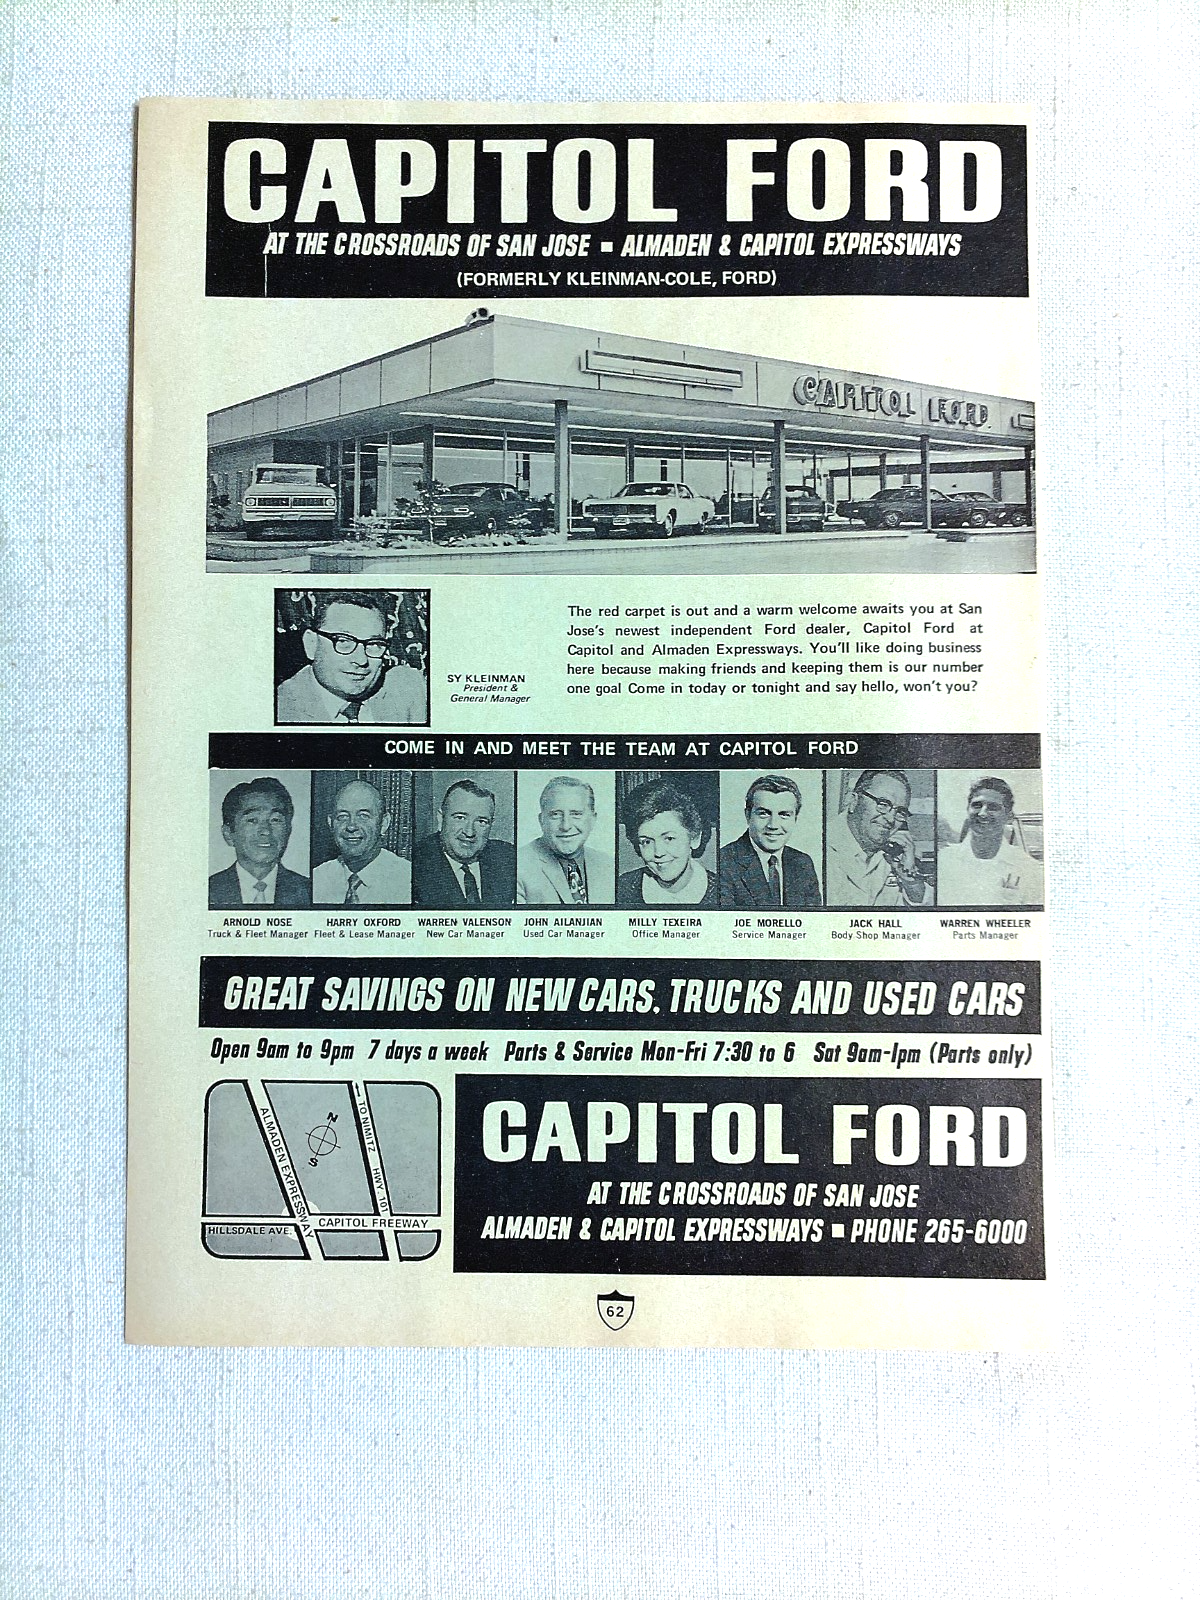 CAPITOL FORD
AT THE CROSSROADS OF SAN JOSE ▪ ALMADEN & CAPITOL EXPRESSWAYS
(FORMERLY KLEINMAN-COLE, FORD)
CAPITOL FORD
SY KLEINMAN
President &
General Manager
The red carpet is out and a warm welcome awaits you at San
Jose's newest independent Ford dealer, Capitol Ford at
Capitol and Almaden Expressways. You'll like doing business
here because making friends and keeping them is our number
one goal Come in today or tonight and say hello, won't you?
COME IN AND MEET THE TEAM AT CAPITOL FORD
ARNOLD NOSE
Truck & Fleet Manager
HARRY OXFORD
Fleet & Lease Manager
WARREN VALENSON
New Car Manager
JOHN AILANJIAN
Used Car Manager
MILLY TEXEIRA
Office Manager
JOE MORELLO
Service Manager
JACK HALL
Body Shop Manager
WARREN WHEELER
Parts Manager
GREAT SAVINGS ON NEW CARS, TRUCKS AND USED CARS
Open 9am to 9pm 7 days a week Parts & Service Mon-Fri 7:30 to 6 Sat 9am-1pm (Parts only)
ALMADEN EXPRESSWAY
N
S
TO NIMITZ HWY 101
CAPITOL FREEWAY
HILLSDALE AVE.
CAPITOL FORD
AT THE CROSSROADS OF SAN JOSE
ALMADEN & CAPITOL EXPRESSWAYS ▪ PHONE 265-6000
62